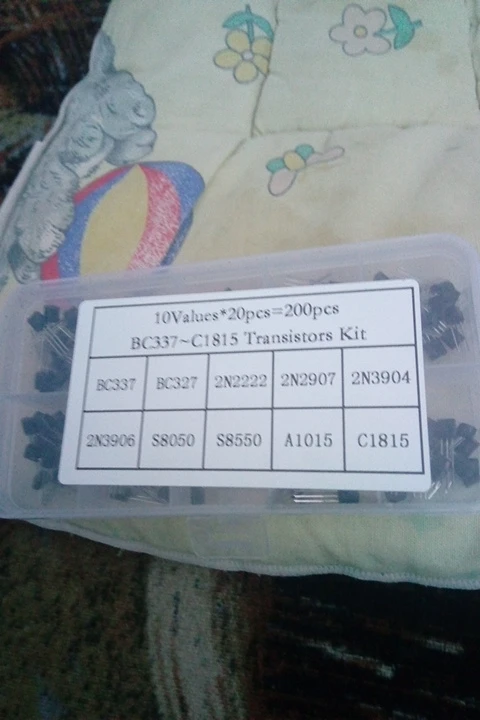 10Values*20pcs=200pcs
BC337~C1815 Transistors Kit
BC337 BC327 2N2222 2N2907 2N3904
2N3906 S8050 S8550 A1015 C1815